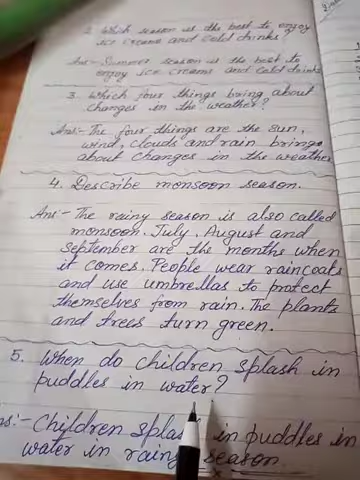 2. Which season is the best to enjoy
ice creams and cold drinks?
Ans:- Summer season is the best to
enjoy ice creams and cold drinks
3. Which four things bring about
changes in the weather?
Ans:- The four things are the sun,
wind, clouds and rain brings
about changes in the weather
4. Describe monsoon season.
Ans:- The rainy season is also called
monsoon. July, August and
september are the months when
it comes. People wear raincoats
and use umbrellas to protect
themselves from rain. The plants
and trees turn green.
5. When do children splash in
puddles in water?
ns:- Children splash in puddles in
water in rainy season.